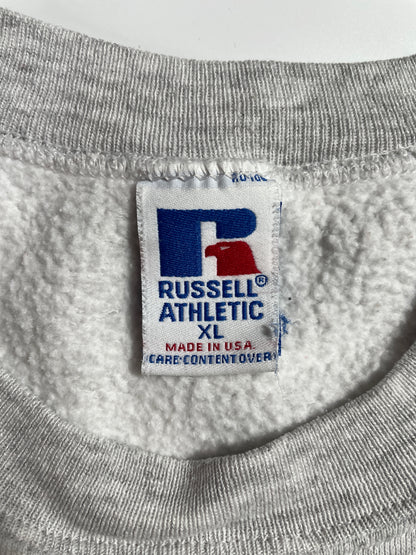 R
RUSSELL®
ATHLETIC
XL
MADE IN U.S.A.
CARE·CONTENT OVER